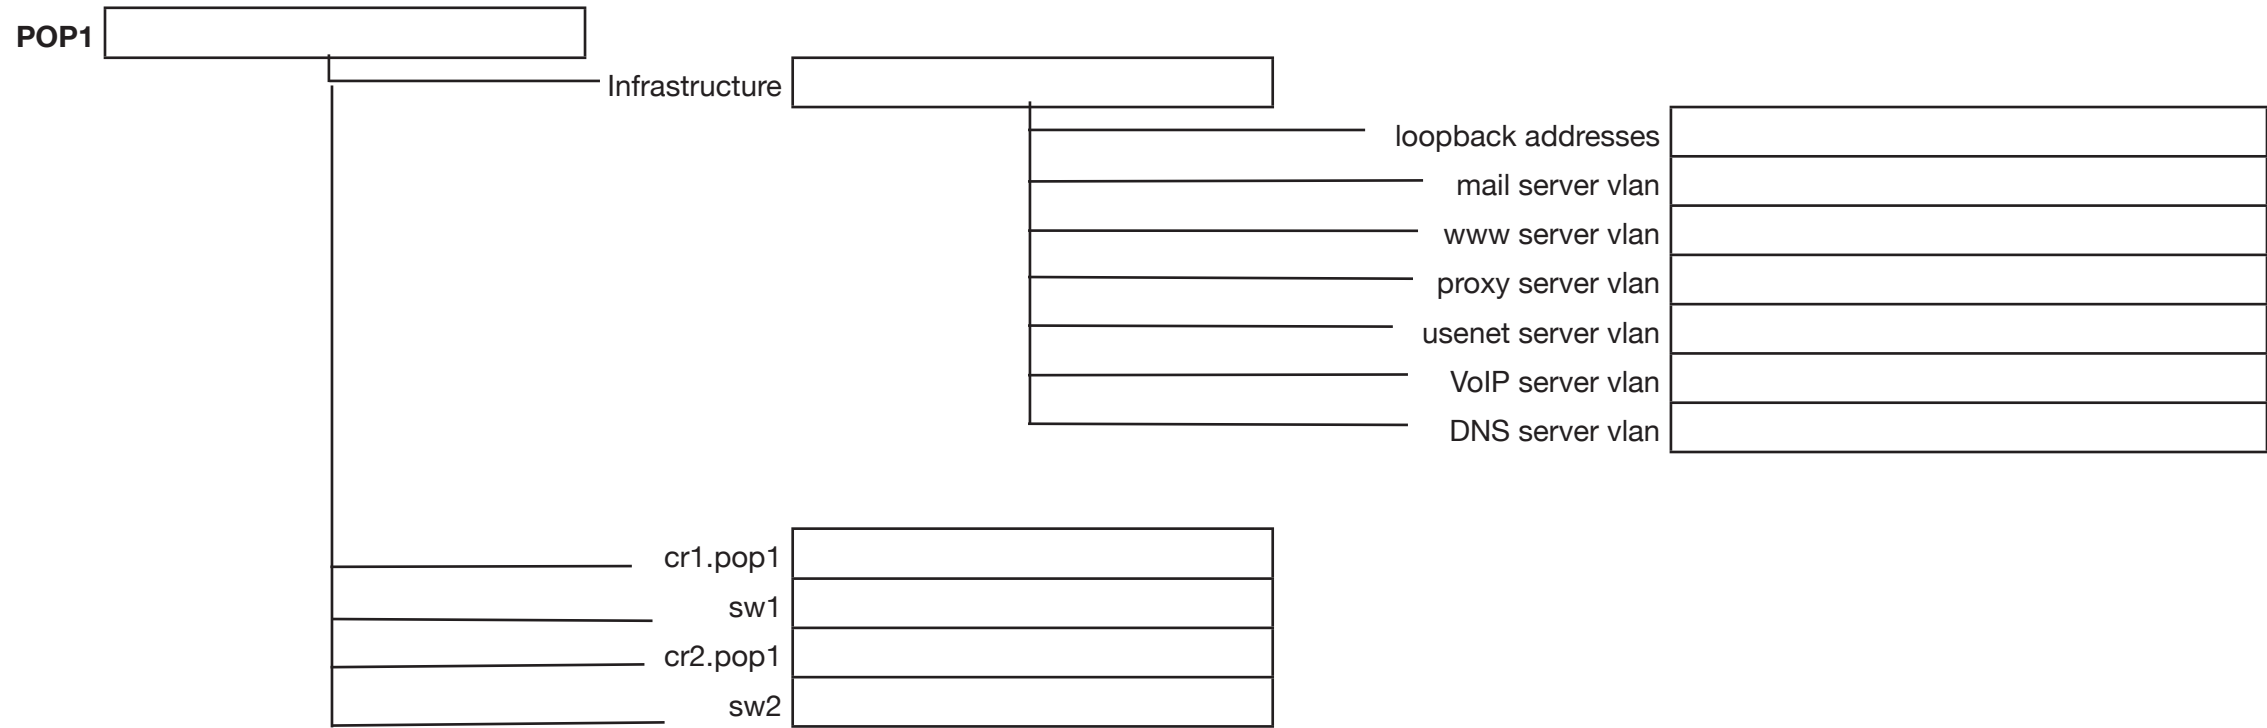 POP1
Infrastructure
loopback addresses
mail server vlan
www server vlan
proxy server vlan
usenet server vlan
VoIP server vlan
DNS server vlan
cr1.pop1
sw1
cr2.pop1
sw2